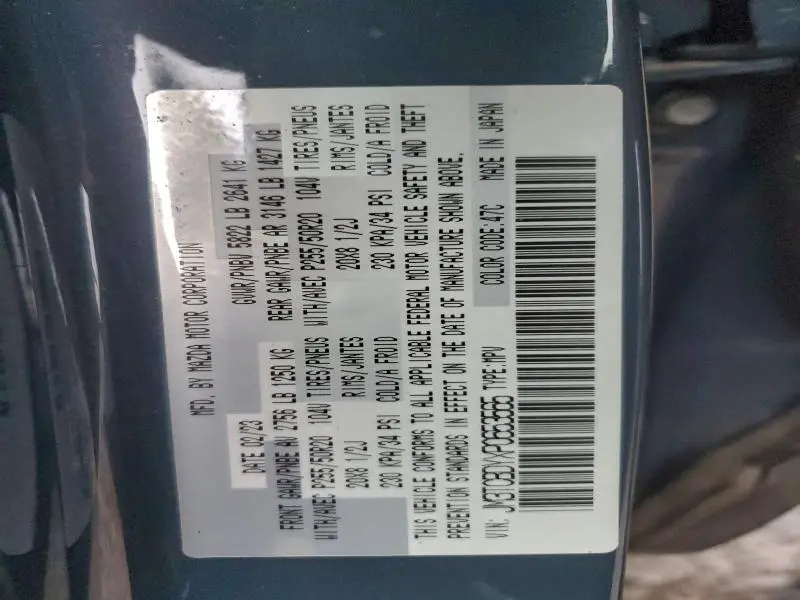 MFD. BY MAZDA MOTOR CORPORATION
DATE 02/23 GVWR/PNBV 5822 LB 2641 KG
FRONT GAWR/PNBE AV 2756 LB 1250 KG REAR GAWR/PNBE AR 3146 LB 1427 KG
WITH/AVEC P255/50R20 104V TIRES/PNEUS WITH/AVEC P255/50R20 104V TIRES/PNEUS
20X8 1/2J RIMS/JANTES 20X8 1/2J RIMS/JANTES
230 KPA/34 PSI COLD/A FROID 230 KPA/34 PSI COLD/A FROID
THIS VEHICLE CONFORMS TO ALL APPLICABLE FEDERAL MOTOR VEHICLE SAFETY AND THEFT
PREVENTION STANDARDS IN EFFECT ON THE DATE OF MANUFACTURE SHOWN ABOVE.
VIN: TYPE:MPV COLOR CODE:47C MADE IN JAPAN